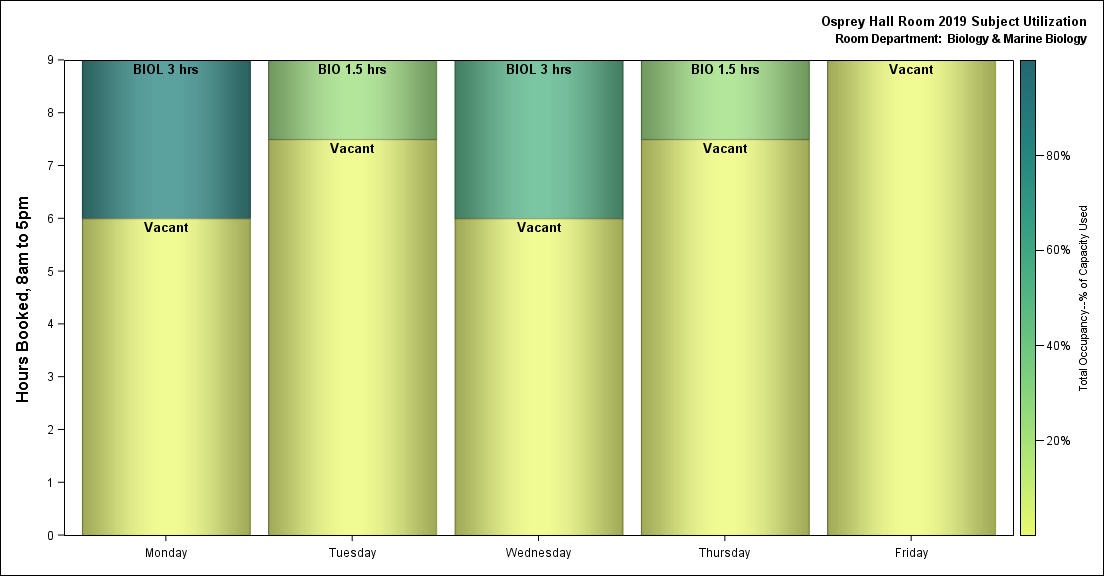 Osprey Hall Room 2019 Subject Utilization
Room Department: Biology & Marine Biology
Hours Booked, 8am to 5pm
9
8
7
6
5
4
3
2
1
0
BIOL 3 hrs
Vacant
BIO 1.5 hrs
Vacant
BIOL 3 hrs
Vacant
BIO 1.5 hrs
Vacant
Vacant
Monday
Tuesday
Wednesday
Thursday
Friday
80%
60%
40%
20%
Total Occupancy--% of Capacity Used